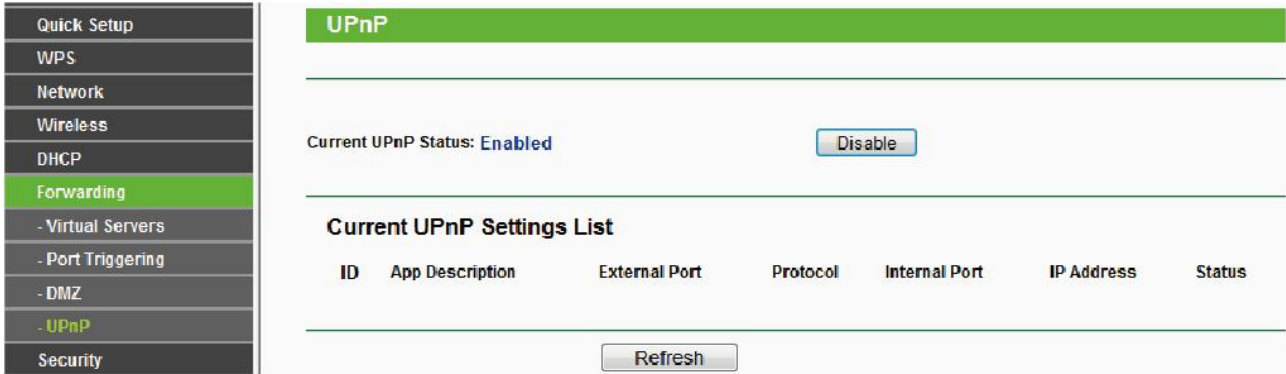 Quick Setup
WPS
Network
Wireless
DHCP
Forwarding
- Virtual Servers
- Port Triggering
- DMZ
- UPnP
Security
UPnP
Current UPnP Status: Enabled Disable
Current UPnP Settings List
ID App Description External Port Protocol Internal Port IP Address Status
Refresh